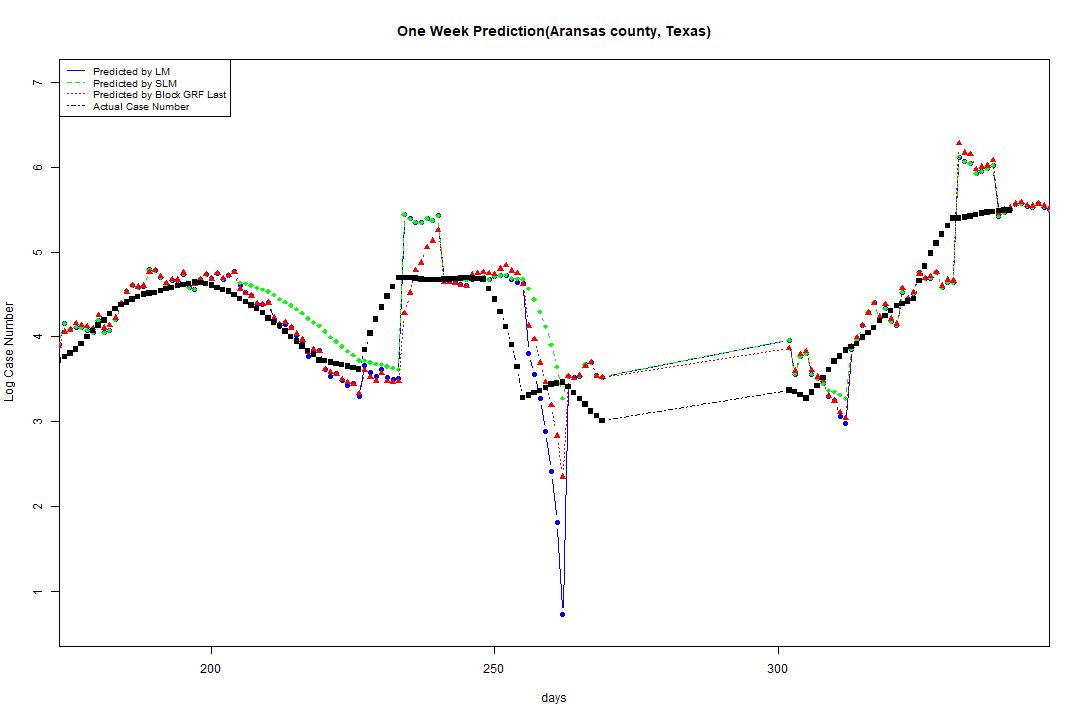 One Week Prediction(Aransas county, Texas)
Predicted by LM
Predicted by SLM
Predicted by Block GRF Last
Actual Case Number
7
6
5
4
3
2
1
Log Case Number
200
250
300
days